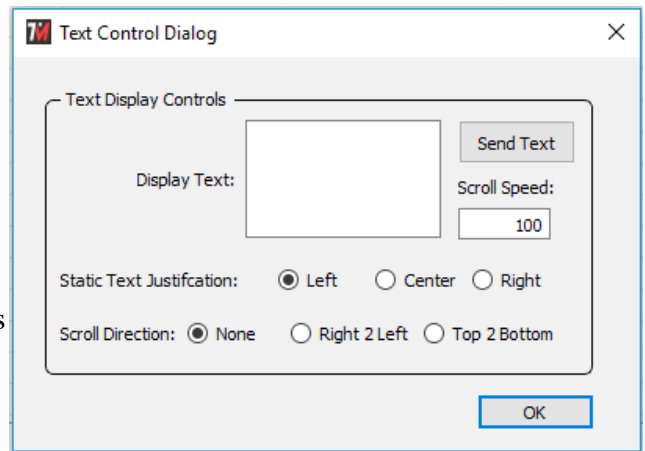 7M Text Control Dialog
Text Display Controls
Send Text
Display Text:
Scroll Speed:
100
Static Text Justifcation: Left Center Right
s
Scroll Direction: None Right 2 Left Top 2 Bottom
OK